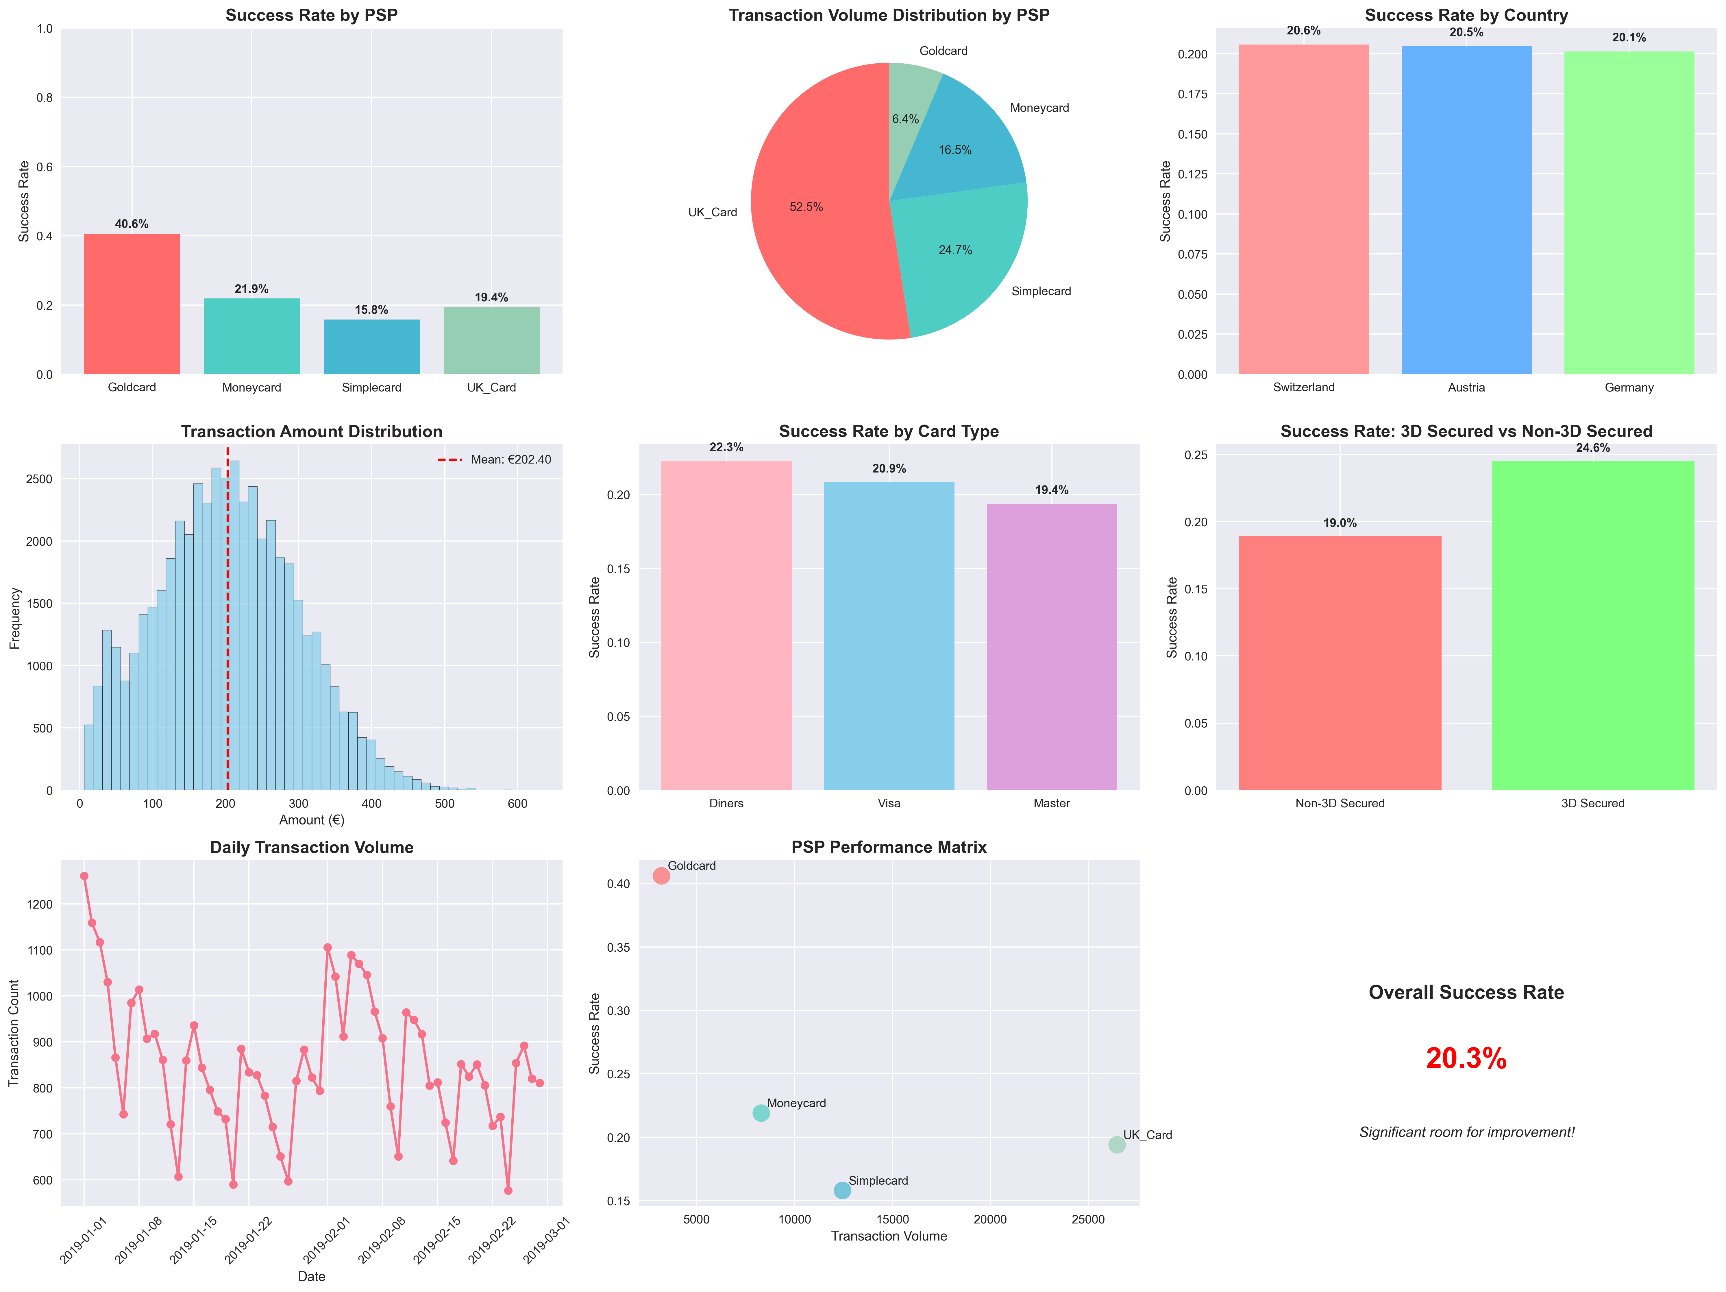 Success Rate by PSP
1.0
0.8
0.6
0.4
0.2
0.0
Success Rate
40.6%
21.9%
15.8%
19.4%
Goldcard
Moneycard
Simplecard
UK_Card
Transaction Volume Distribution by PSP
Goldcard
Moneycard
Simplecard
UK_Card
6.4%
16.5%
24.7%
52.5%
Success Rate by Country
0.200
0.175
0.150
0.125
0.100
0.075
0.050
0.025
0.000
Success Rate
20.6%
20.5%
20.1%
Switzerland
Austria
Germany
Transaction Amount Distribution
2500
2000
1500
1000
500
0
Frequency
Mean: €202.40
0
100
200
300
400
500
600
Amount (€)
Success Rate by Card Type
0.20
0.15
0.10
0.05
0.00
Success Rate
22.3%
20.9%
19.4%
Diners
Visa
Master
Success Rate: 3D Secured vs Non-3D Secured
0.25
0.20
0.15
0.10
0.05
0.00
Success Rate
19.0%
24.6%
Non-3D Secured
3D Secured
Daily Transaction Volume
1200
1100
1000
900
800
700
600
Transaction Count
2019-01-01
2019-01-08
2019-01-15
2019-01-22
2019-02-01
2019-02-08
2019-02-15
2019-02-22
2019-03-01
Date
PSP Performance Matrix
0.40
0.35
0.30
0.25
0.20
0.15
Success Rate
Goldcard
Moneycard
UK_Card
Simplecard
5000
10000
15000
20000
25000
Transaction Volume
Overall Success Rate
20.3%
Significant room for improvement!